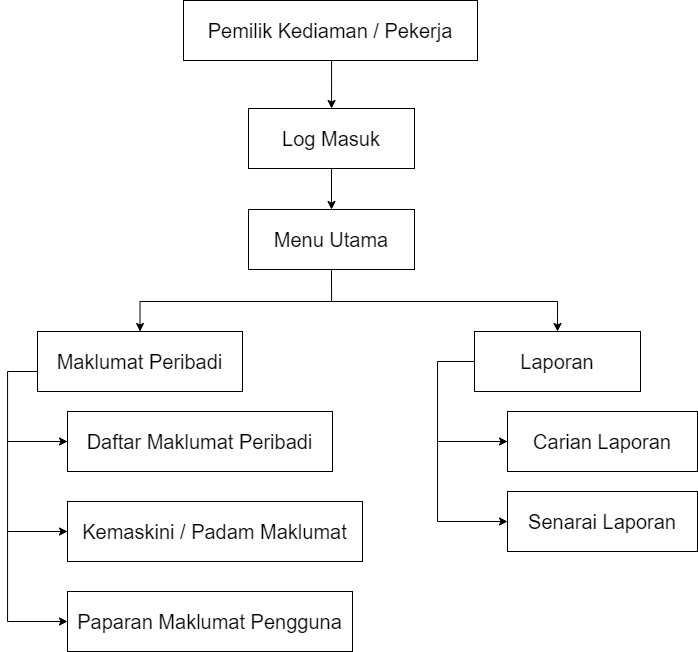 Pemilik Kediaman / Pekerja
Log Masuk
Menu Utama
Maklumat Peribadi
Daftar Maklumat Peribadi
Kemaskini / Padam Maklumat
Paparan Maklumat Pengguna
Laporan
Carian Laporan
Senarai Laporan